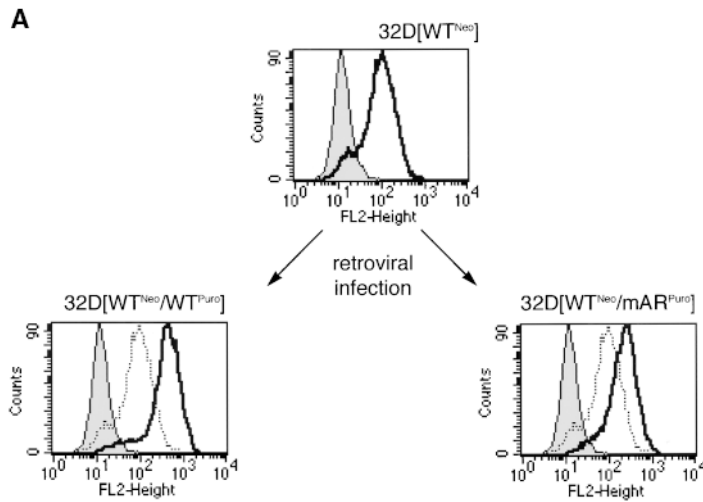 A
32D[WT^Neo]
90
Counts
0
10^0 10^1 10^2 10^3 10^4
FL2-Height
retroviral
infection
32D[WT^Neo/WT^Puro]
90
Counts
0
10^0 10^1 10^2 10^3 10^4
FL2-Height
32D[WT^Neo/mAR^Puro]
90
Counts
0
10^0 10^1 10^2 10^3 10^4
FL2-Height